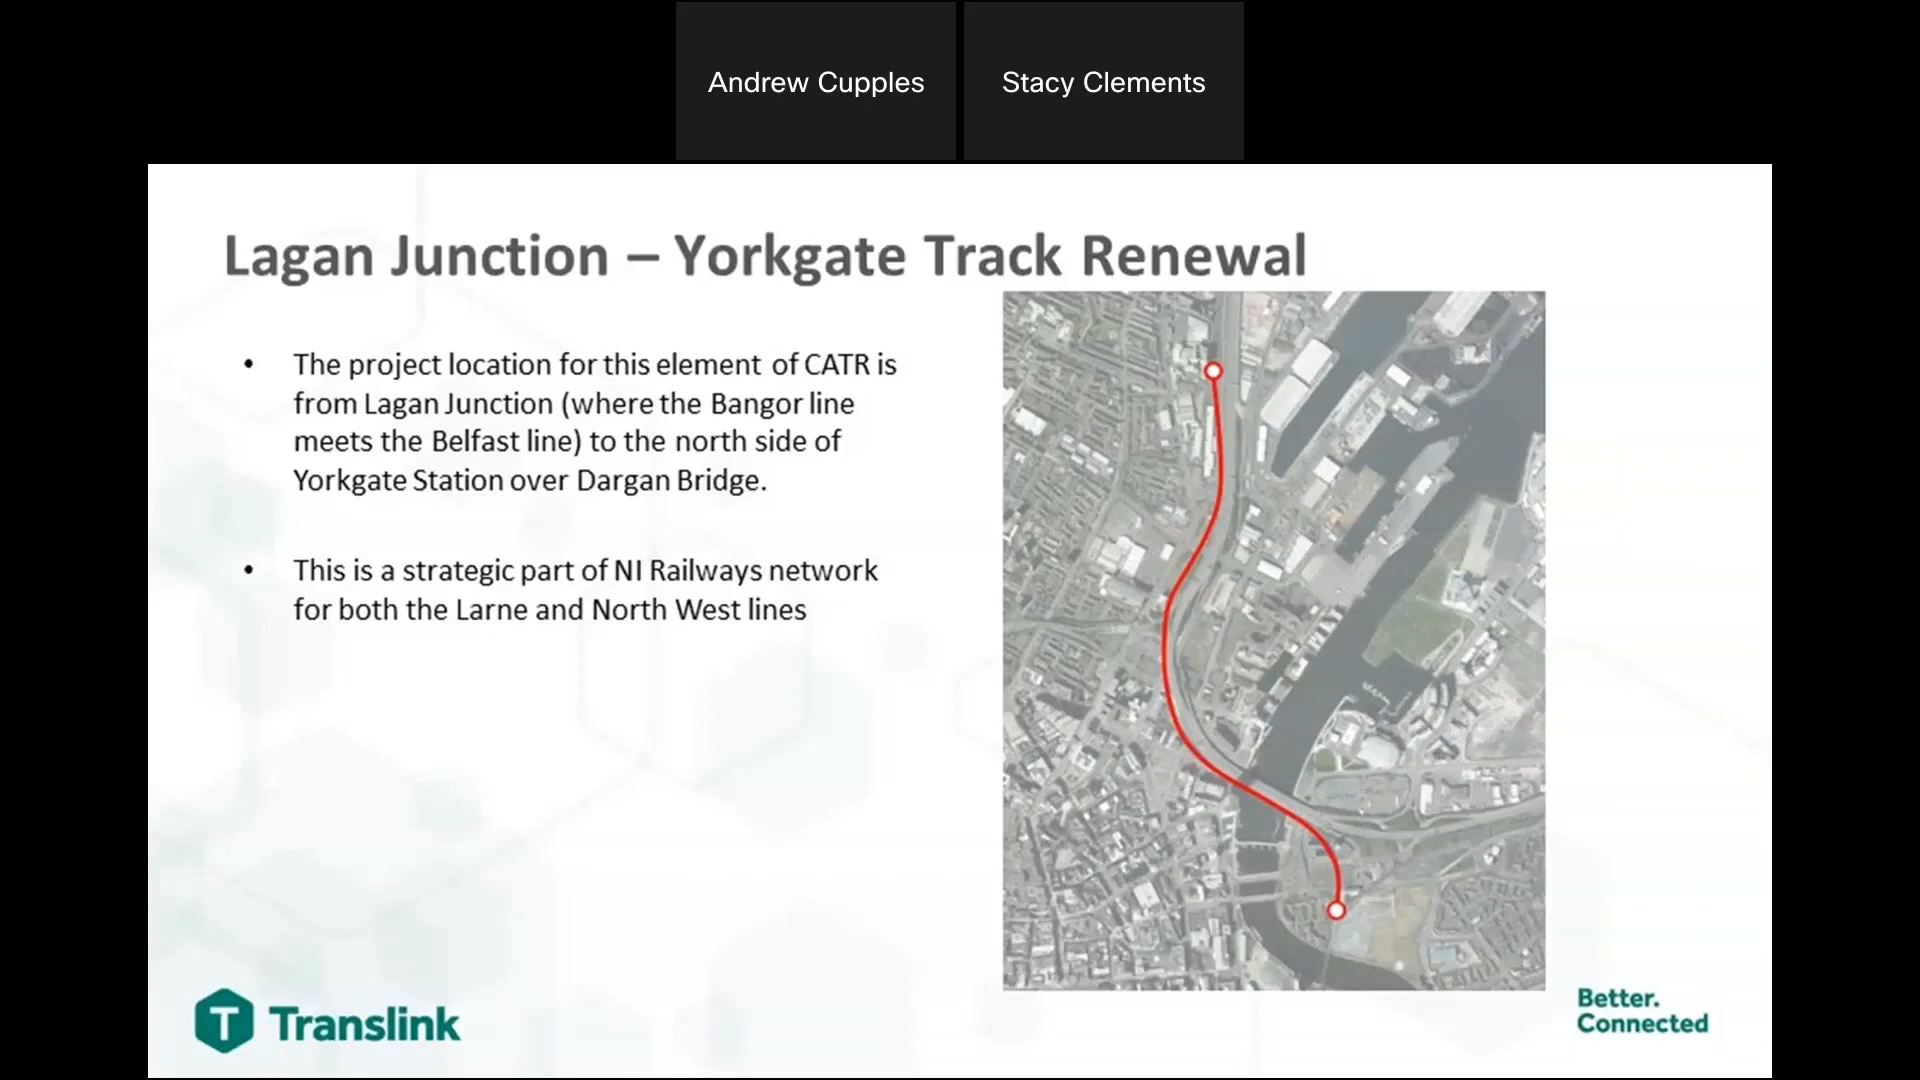 Andrew Cupples
Stacy Clements
Lagan Junction – Yorkgate Track Renewal
• The project location for this element of CATR is
from Lagan Junction (where the Bangor line
meets the Belfast line) to the north side of
Yorkgate Station over Dargan Bridge.
• This is a strategic part of NI Railways network
for both the Larne and North West lines
T Translink
Better.
Connected